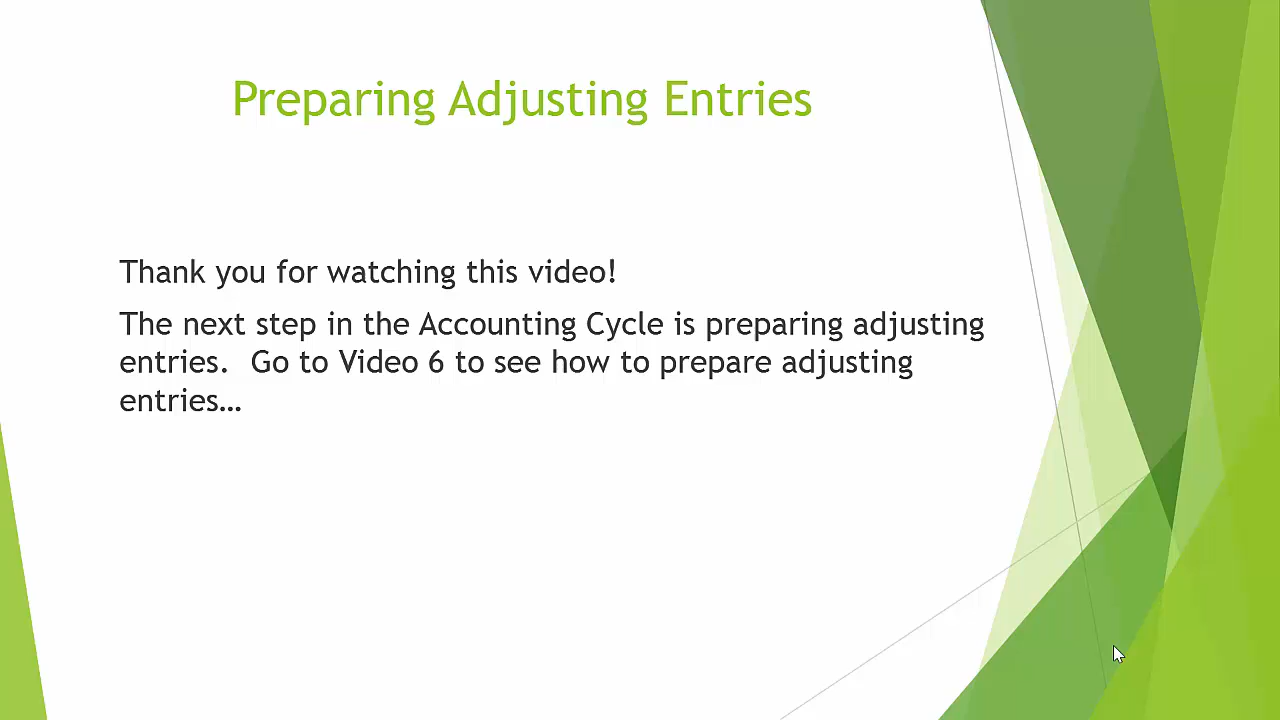 Preparing Adjusting Entries
Thank you for watching this video!
The next step in the Accounting Cycle is preparing adjusting
entries.  Go to Video 6 to see how to prepare adjusting
entries…